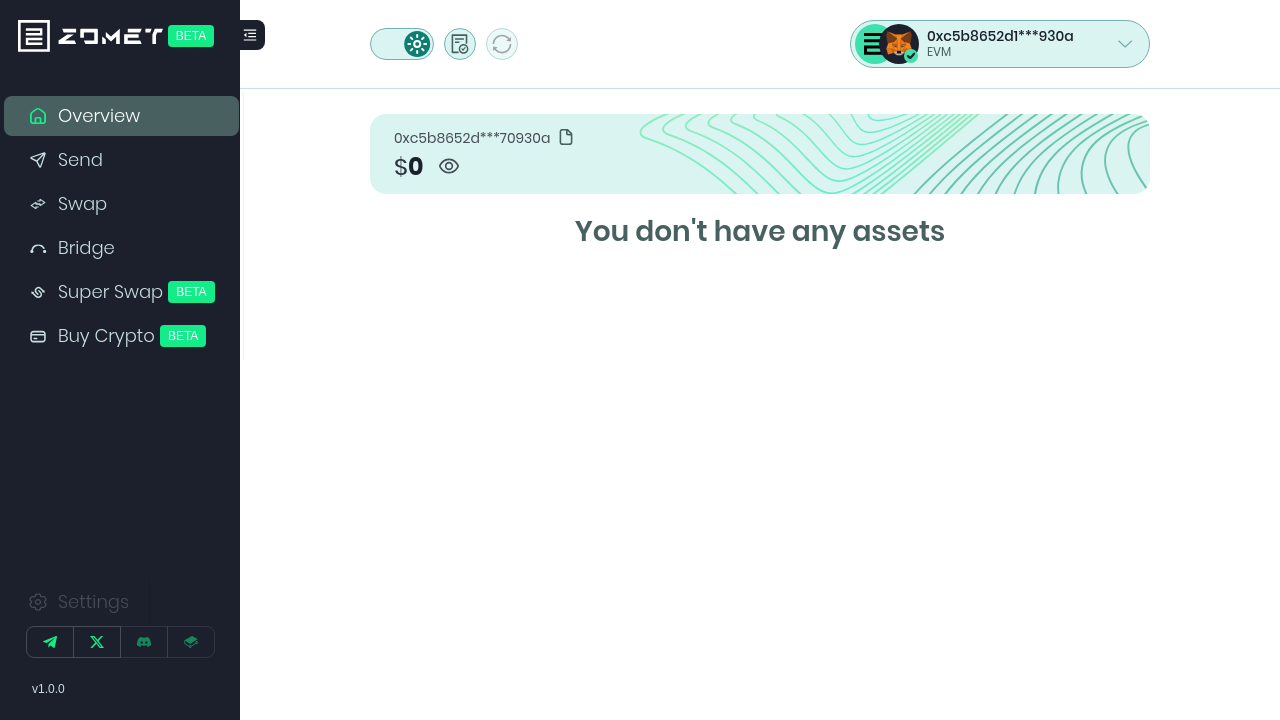 ZOMET BETA
Overview
Send
Swap
Bridge
Super Swap BETA
Buy Crypto BETA
Settings
v1.0.0
0xc5b8652d1***930a
EVM
0xc5b8652d***70930a
$0
You don't have any assets